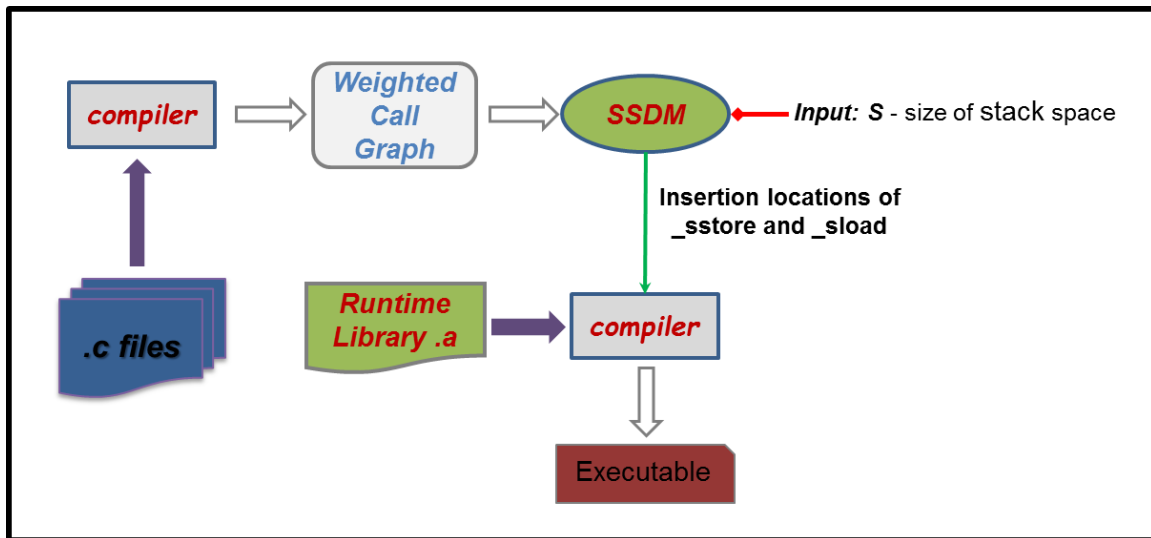 compiler
Weighted
Call
Graph
SSDM
Input: S - size of stack space
Insertion locations of
_sstore and _sload
.c files
Runtime
Library .a
compiler
Executable